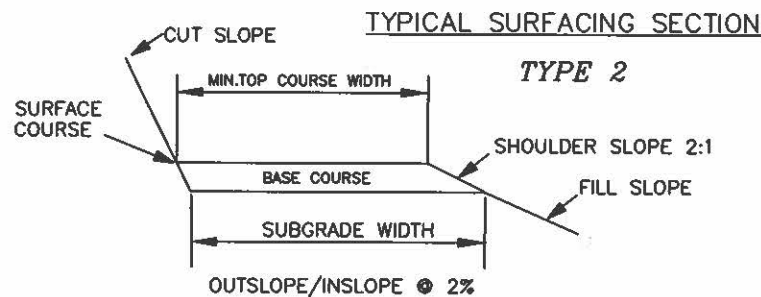 TYPICAL SURFACING SECTION
TYPE 2
CUT SLOPE
MIN.TOP COURSE WIDTH
SURFACE
COURSE
SHOULDER SLOPE 2:1
BASE COURSE
FILL SLOPE
SUBGRADE WIDTH
OUTSLOPE/INSLOPE @ 2%